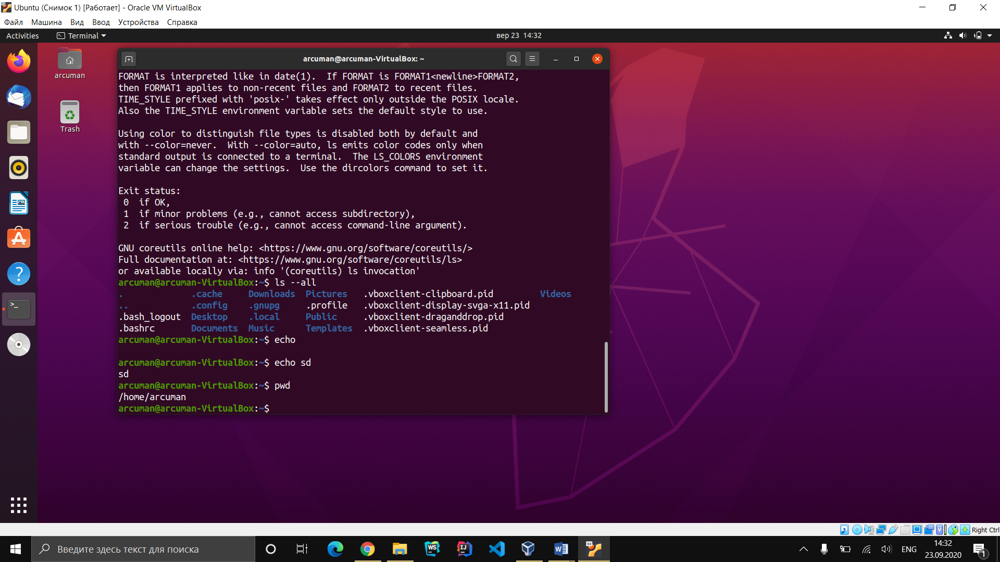 Ubuntu (Снимок 1) [Работает] - Oracle VM VirtualBox
Файл Машина Вид Ввод Устройства Справка
Activities Terminal вер 23 14:32
arcuman
Trash
arcuman@arcuman-VirtualBox: ~
FORMAT is interpreted like in date(1).  If FORMAT is FORMAT1<newline>FORMAT2,
then FORMAT1 applies to non-recent files and FORMAT2 to recent files.
TIME_STYLE prefixed with 'posix-' takes effect only outside the POSIX locale.
Also the TIME_STYLE environment variable sets the default style to use.
Using color to distinguish file types is disabled both by default and
with --color=never.  With --color=auto, ls emits color codes only when
standard output is connected to a terminal.  The LS_COLORS environment
variable can change the settings.  Use the dircolors command to set it.
Exit status:
0  if OK,
1  if minor problems (e.g., cannot access subdirectory),
2  if serious trouble (e.g., cannot access command-line argument).
GNU coreutils online help: <https://www.gnu.org/software/coreutils/>
Full documentation at: <https://www.gnu.org/software/coreutils/ls>
or available locally via: info '(coreutils) ls invocation'
arcuman@arcuman-VirtualBox:~$ ls --all
. .cache Downloads Pictures .vboxclient-clipboard.pid Videos
.. .config .gnupg .profile .vboxclient-display-svga-x11.pid
.bash_logout Desktop .local Public .vboxclient-draganddrop.pid
.bashrc Documents Music Templates .vboxclient-seamless.pid
arcuman@arcuman-VirtualBox:~$ echo
arcuman@arcuman-VirtualBox:~$ echo sd
sd
arcuman@arcuman-VirtualBox:~$ pwd
/home/arcuman
arcuman@arcuman-VirtualBox:~$
Right Ctrl
Введите здесь текст для поиска
WS
IJ
W
64
ENG
14:32
23.09.2020
1